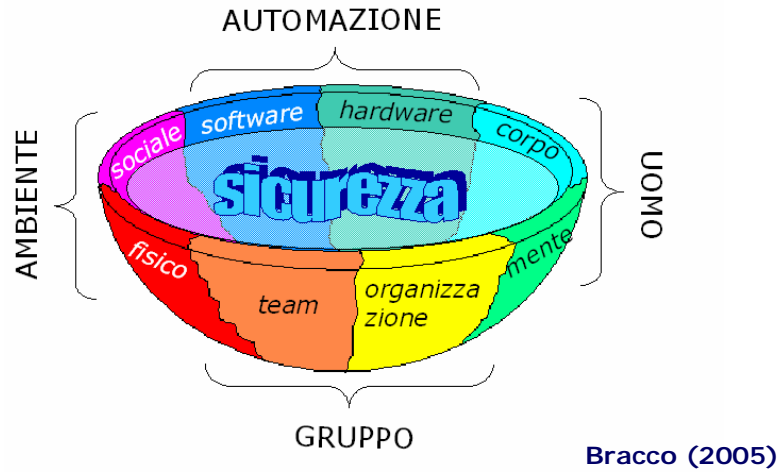 AUTOMAZIONE
AMBIENTE
sociale
software
hardware
corpo
UOMO
sicurezza
fisico
team
organizza
zione
mente
GRUPPO
Bracco (2005)